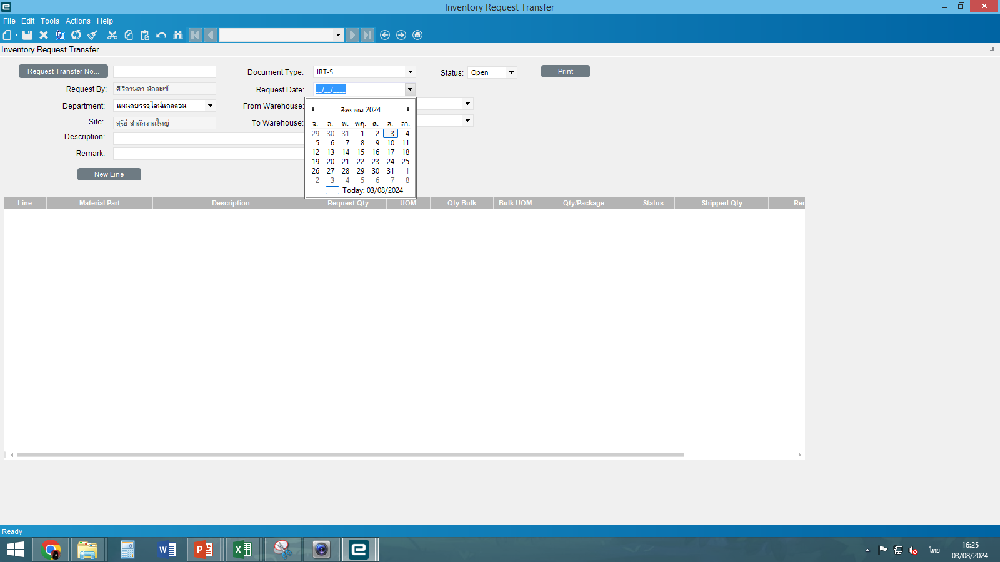 Inventory Request Transfer
File Edit Tools Actions Help
Inventory Request Transfer
Request Transfer No... Document Type: IRT-S Status: Open Print
Request By: ศิริกานดา นักจะเข้ Request Date: __/__/____
Department: แผนกบรรจุไลน์แกลลอน From Warehouse:
Site: สุรีย์ สำนักงานใหญ่ To Warehouse:
Description:
Remark:
New Line
สิงหาคม 2024
จ. อ. พ. พฤ. ศ. ส. อา.
29 30 31 1 2 3 4
5 6 7 8 9 10 11
12 13 14 15 16 17 18
19 20 21 22 23 24 25
26 27 28 29 30 31 1
2 3 4 5 6 7 8
Today: 03/08/2024
Line Material Part Description Request Qty UOM Qty Bulk Bulk UOM Qty/Package Status Shipped Qty Rec
Ready
ไทย 16:25
03/08/2024